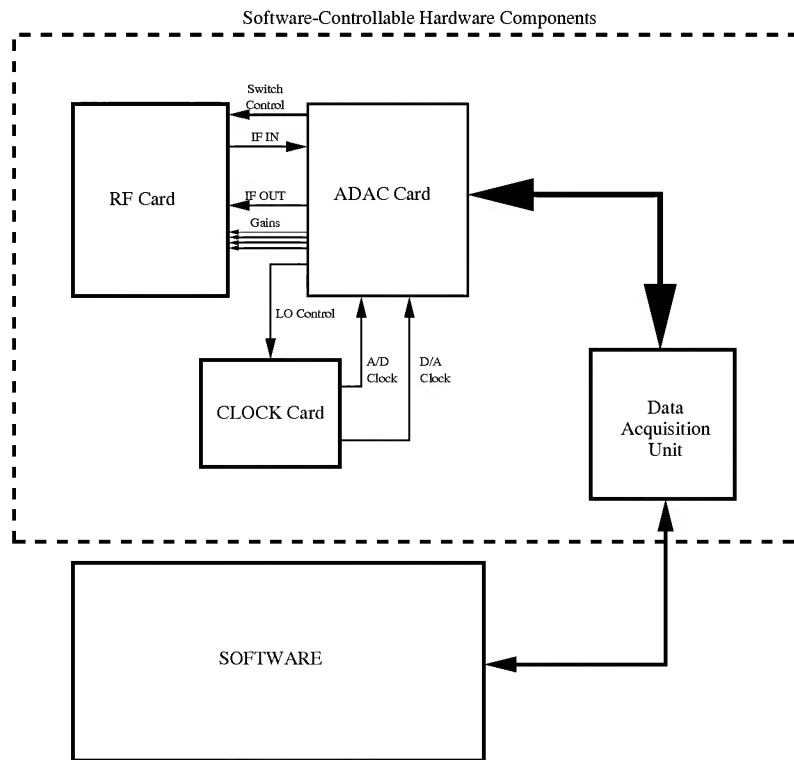 Software-Controllable Hardware Components
Switch
Control
IF IN
RF Card
ADAC Card
IF OUT
Gains
LO Control
A/D
Clock
D/A
Clock
CLOCK Card
Data
Acquisition
Unit
SOFTWARE